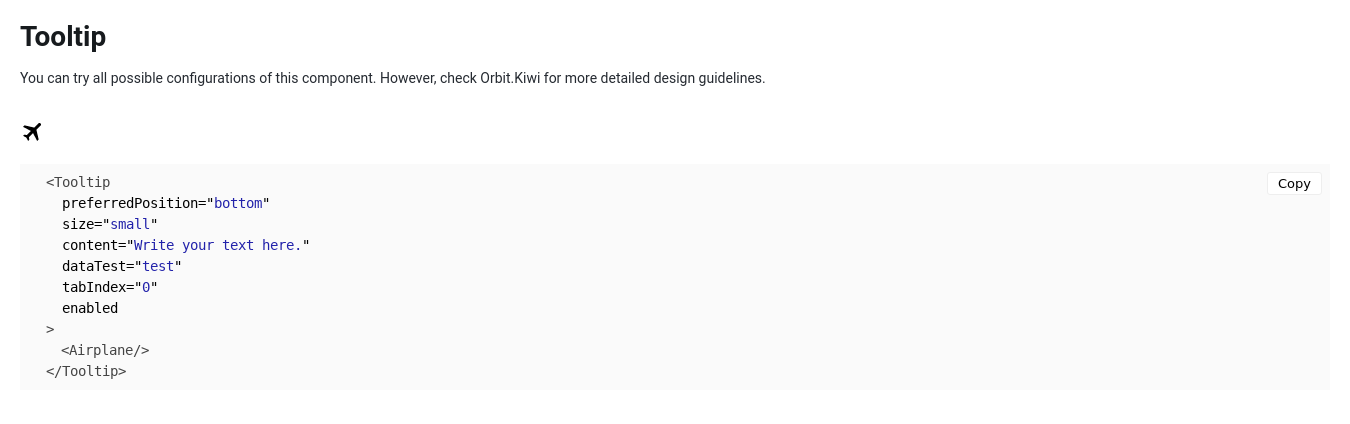 Tooltip
You can try all possible configurations of this component. However, check Orbit.Kiwi for more detailed design guidelines.
<Tooltip
Copy
preferredPosition="bottom"
size="small"
content="Write your text here."
dataTest="test"
tabIndex="0"
enabled
>
<Airplane/>
</Tooltip>